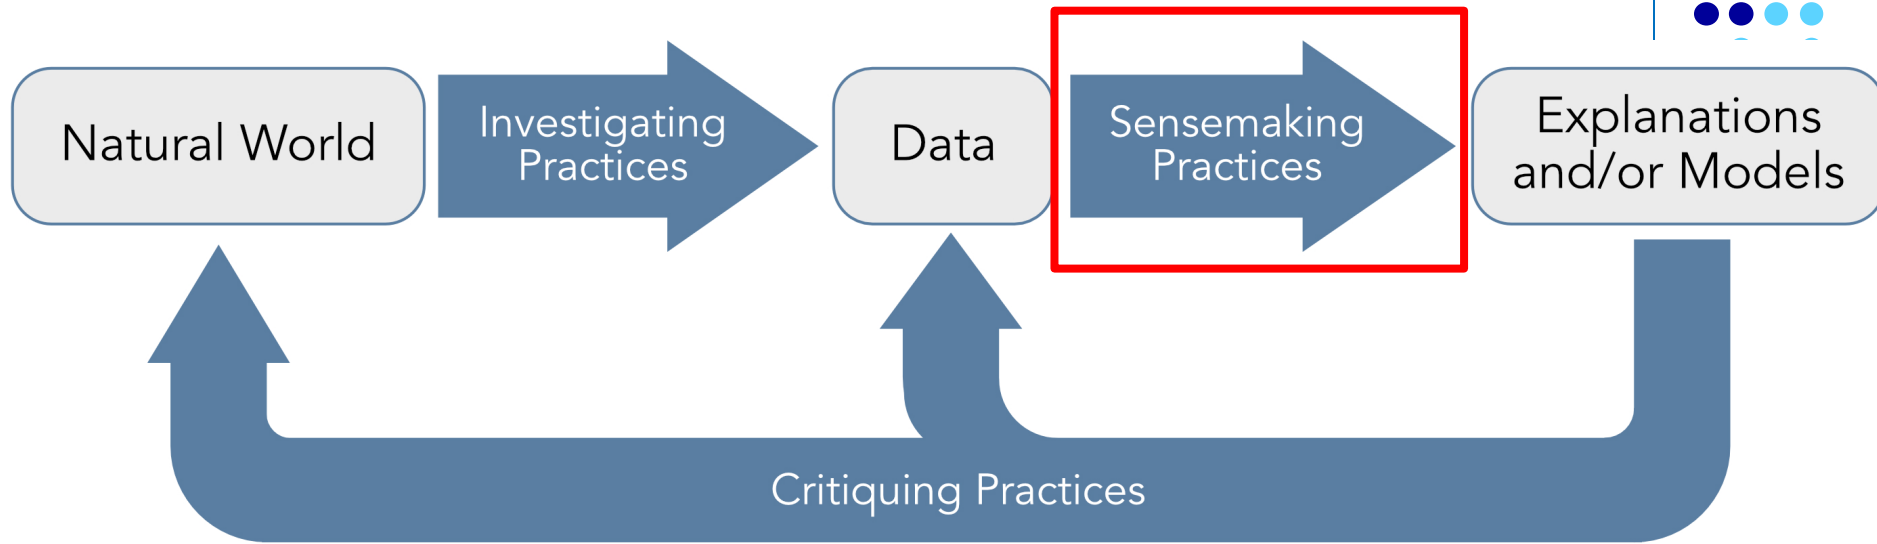 Natural World
Investigating
Practices
Data
Sensemaking
Practices
Explanations
and/or Models
Critiquing Practices